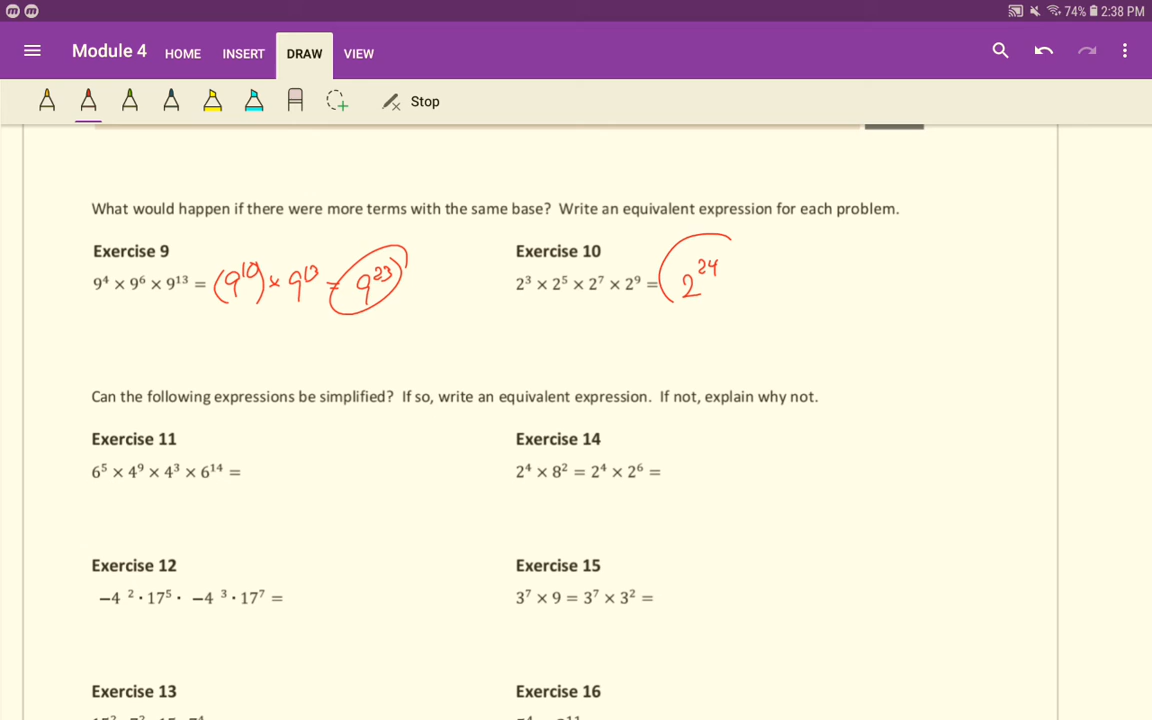 74% 2:38 PM
Module 4 HOME INSERT DRAW VIEW
Stop
What would happen if there were more terms with the same base? Write an equivalent expression for each problem.
Exercise 9
9⁴ × 9⁶ × 9¹³ = (9¹⁰) × 9¹³ = 9²³
Exercise 10
2³ × 2⁵ × 2⁷ × 2⁹ = 2²⁴
Can the following expressions be simplified? If so, write an equivalent expression. If not, explain why not.
Exercise 11
6⁵ × 4⁹ × 4³ × 6¹⁴ =
Exercise 14
2⁴ × 8² = 2⁴ × 2⁶ =
Exercise 12
−4 ² · 17⁵ · −4 ³ · 17⁷ =
Exercise 15
3⁷ × 9 = 3⁷ × 3² =
Exercise 13
Exercise 16